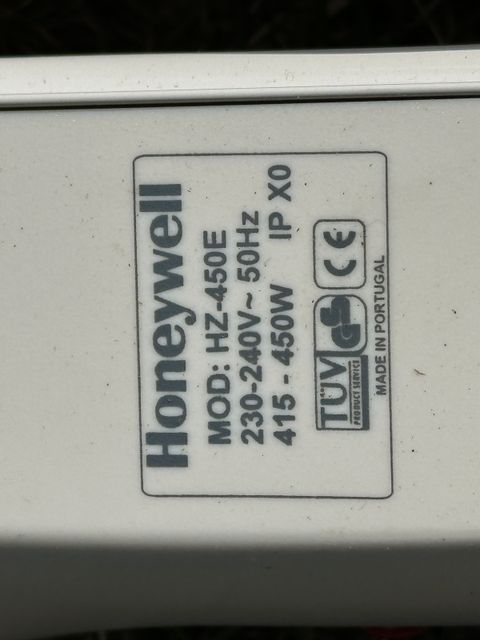 Honeywell
MOD: HZ-450E
230-240V~ 50Hz
415 - 450W IP X0
TÜV
PRODUCT SERVICE
GS
CE
MADE IN PORTUGAL